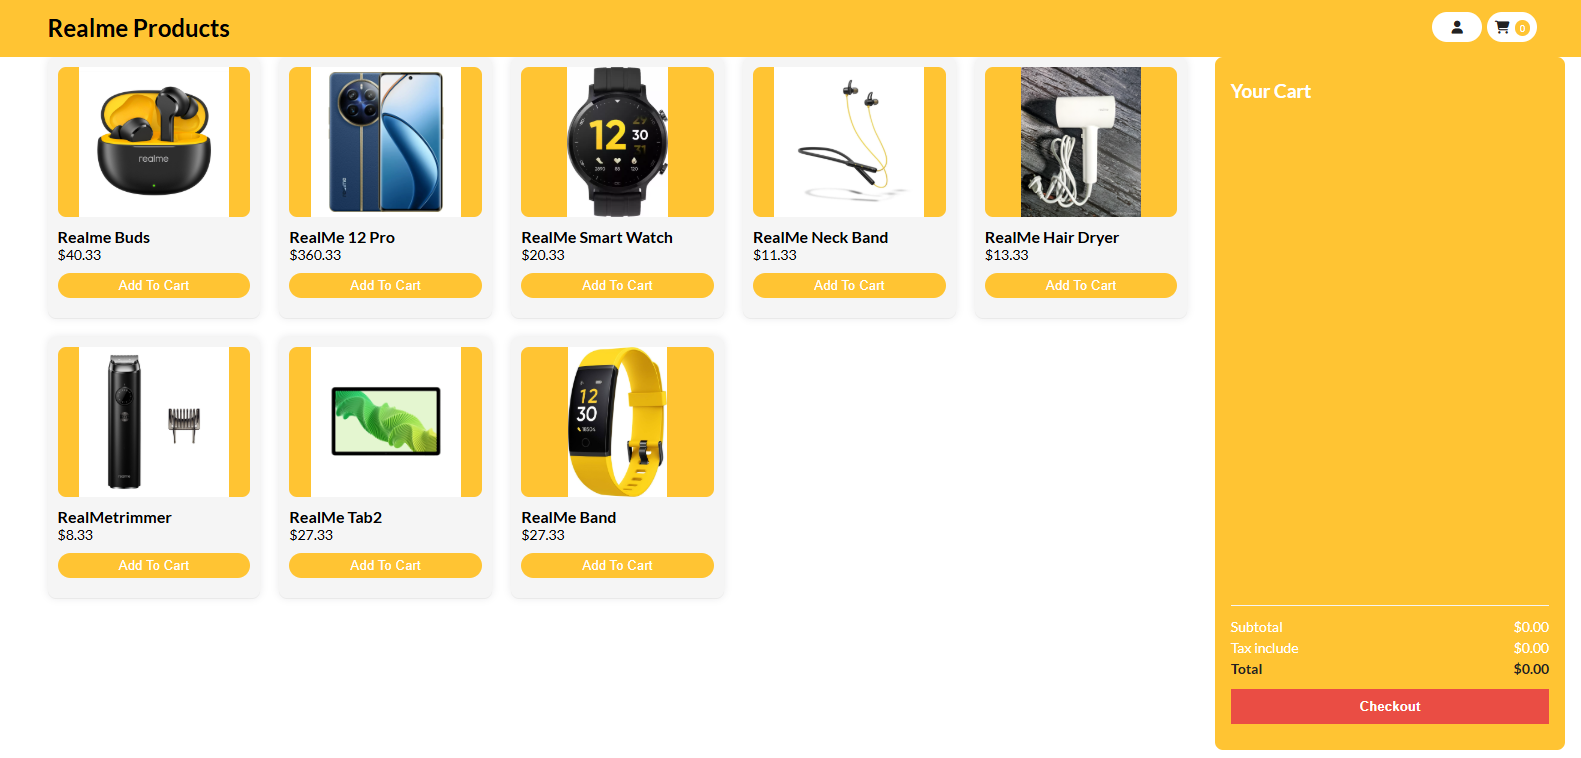 Realme Products
0
Your Cart
realme
12
30
Realme Buds
$40.33
Add To Cart
RealMe 12 Pro
$360.33
Add To Cart
RealMe Smart Watch
$20.33
Add To Cart
RealMe Neck Band
$11.33
Add To Cart
RealMe Hair Dryer
$13.33
Add To Cart
12
30
RealMetrimmer
$8.33
Add To Cart
RealMe Tab2
$27.33
Add To Cart
RealMe Band
$27.33
Add To Cart
Subtotal $0.00
Tax include $0.00
Total $0.00
Checkout